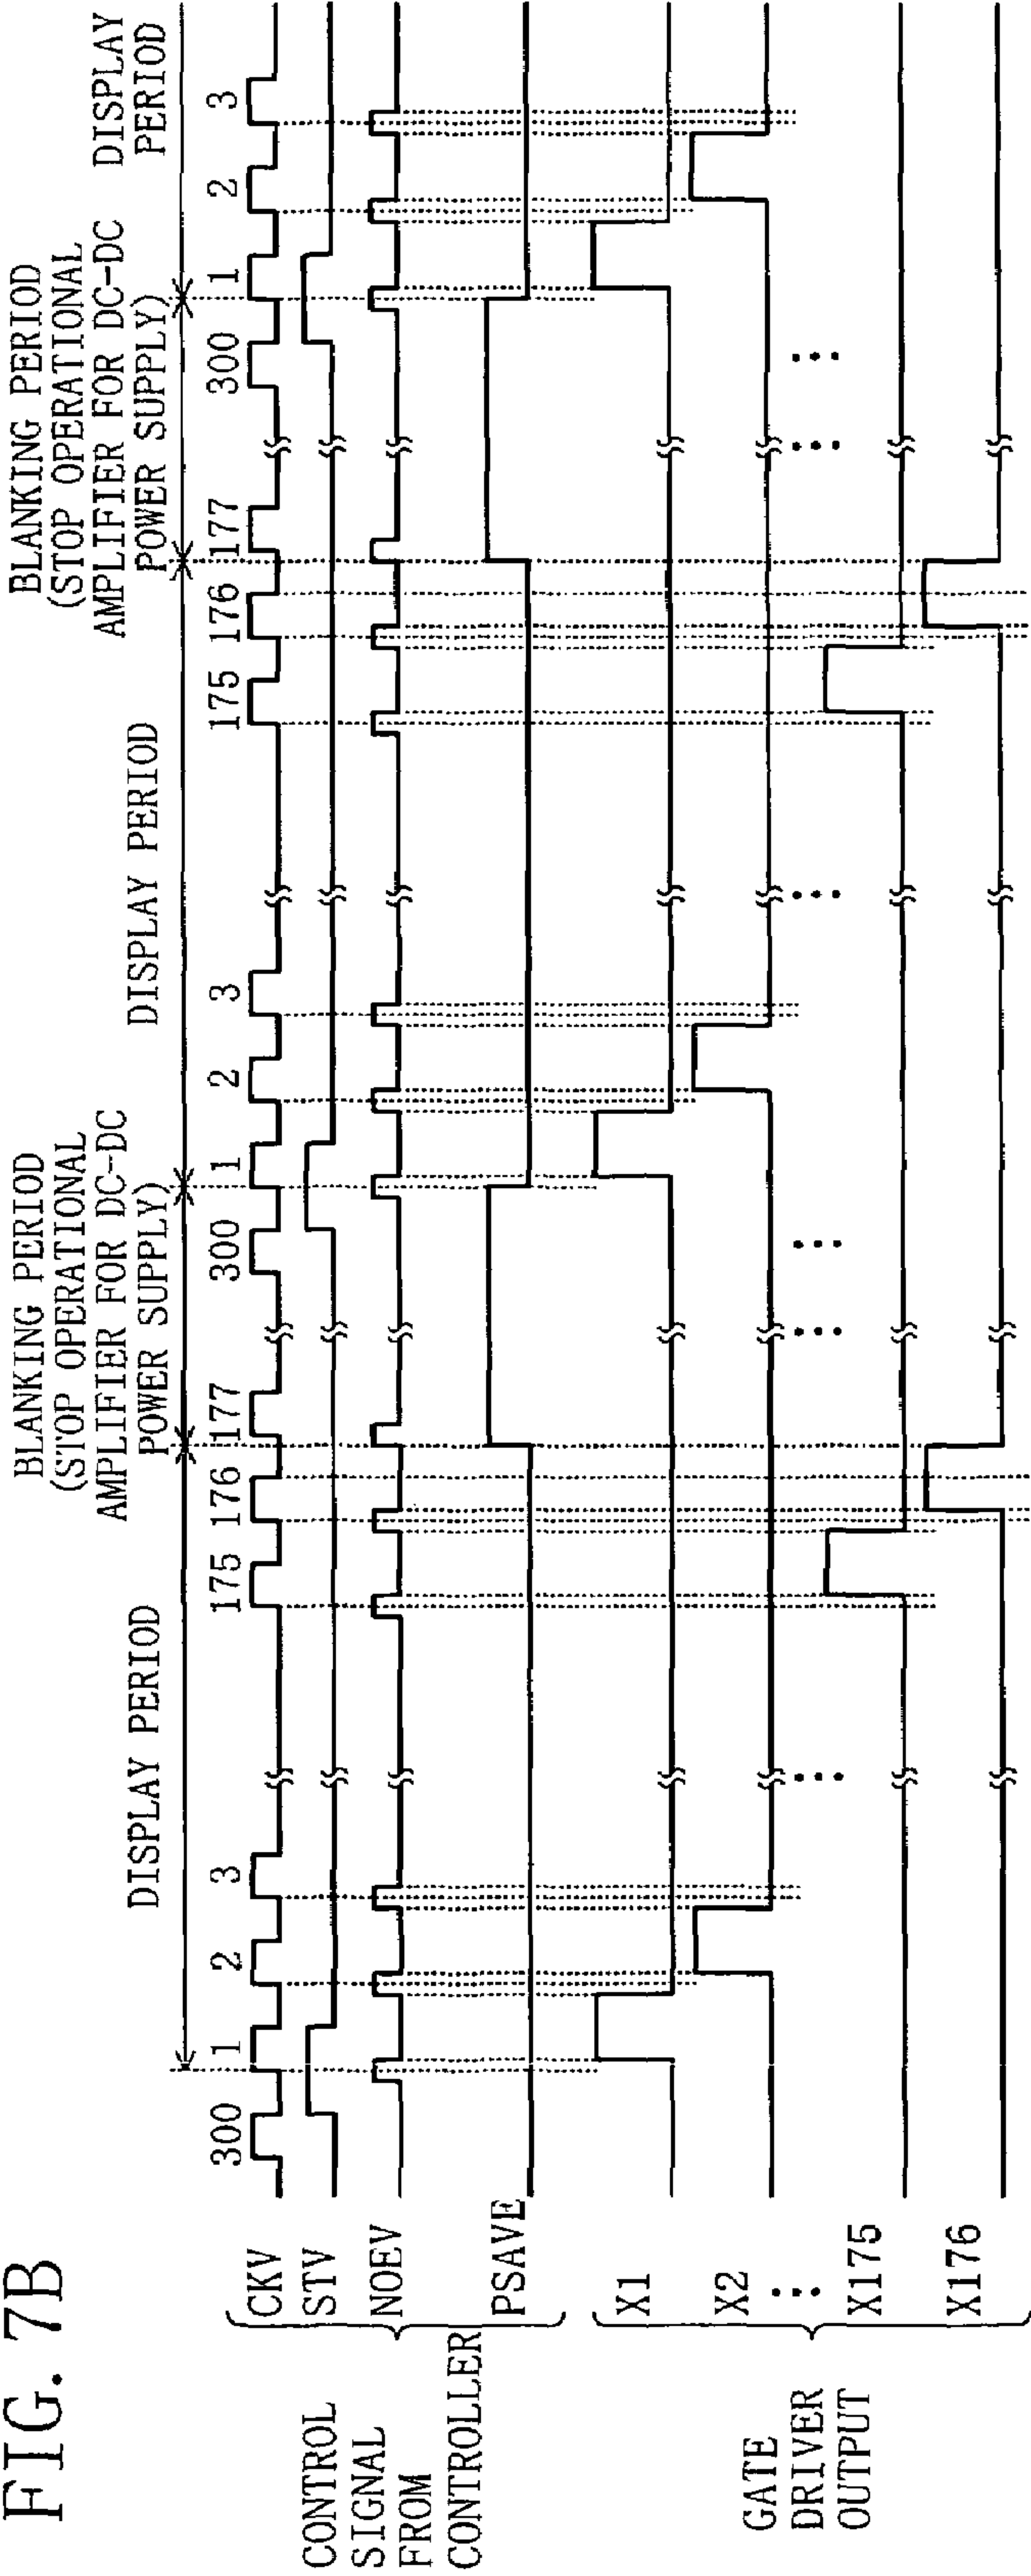 FIG. 7B
BLANKING PERIOD
(STOP OPERATIONAL
AMPLIFIER FOR DC-DC
POWER SUPPLY)
BLANKING PERIOD
(STOP OPERATIONAL
AMPLIFIER FOR DC-DC
POWER SUPPLY)
DISPLAY PERIOD
DISPLAY PERIOD
DISPLAY
PERIOD
300 1 2 3 175 176 177 300 1 2 3 175 176 177 300 1 2 3
CONTROL
SIGNAL
FROM
CONTROLLER
CKV
STV
NOEV
PSAVE
GATE
DRIVER
OUTPUT
X1
X2
X175
X176